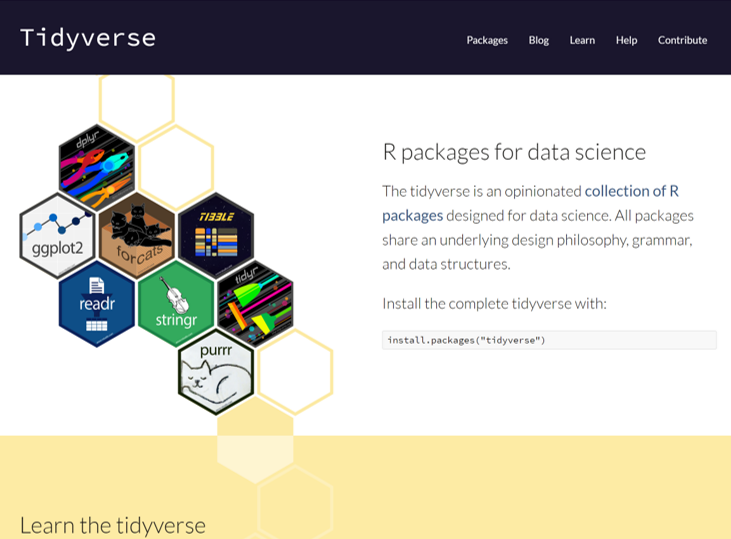 Tidyverse
Packages Blog Learn Help Contribute
dplyr
ggplot2
forcats
TIBBLE
readr
stringr
tidyr
purrr
R packages for data science
The tidyverse is an opinionated collection of R
packages designed for data science. All packages
share an underlying design philosophy, grammar,
and data structures.
Install the complete tidyverse with:
install.packages("tidyverse")
Learn the tidyverse